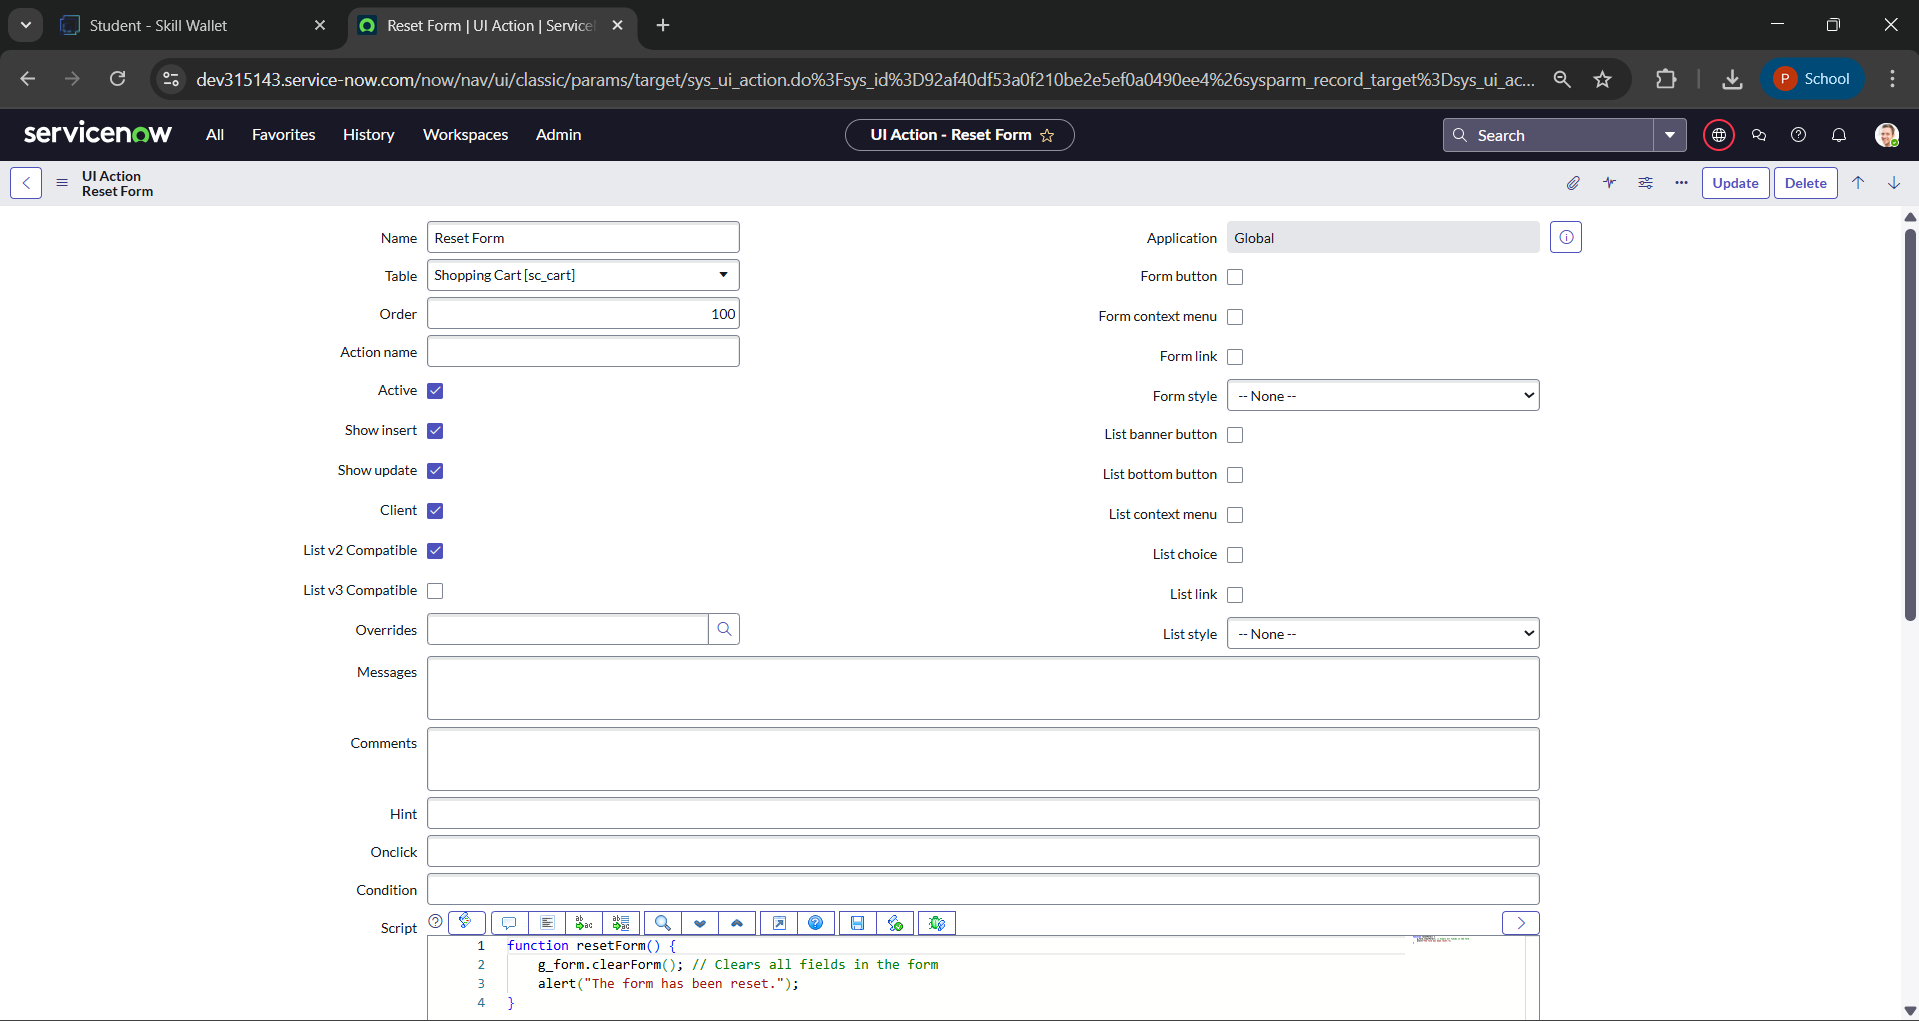 Student - Skill Wallet
Reset Form | UI Action | Service
dev315143.service-now.com/now/nav/ui/classic/params/target/sys_ui_action.do%3Fsys_id%3D92af40df53a0f210be2e5ef0a0490ee4%26sysparm_record_target%3Dsys_ui_ac...
P School
servicenow
All Favorites History Workspaces Admin
UI Action - Reset Form
Search
UI Action
Reset Form
Update Delete
Name Reset Form
Application Global
Table Shopping Cart [sc_cart]
Form button
Order 100
Form context menu
Action name
Form link
Active
Form style -- None --
Show insert
List banner button
Show update
List bottom button
Client
List context menu
List v2 Compatible
List choice
List v3 Compatible
List link
Overrides
List style -- None --
Messages
Comments
Hint
Onclick
Condition
Script
1 function resetForm() {
2 g_form.clearForm(); // Clears all fields in the form
3 alert("The form has been reset.");
4 }